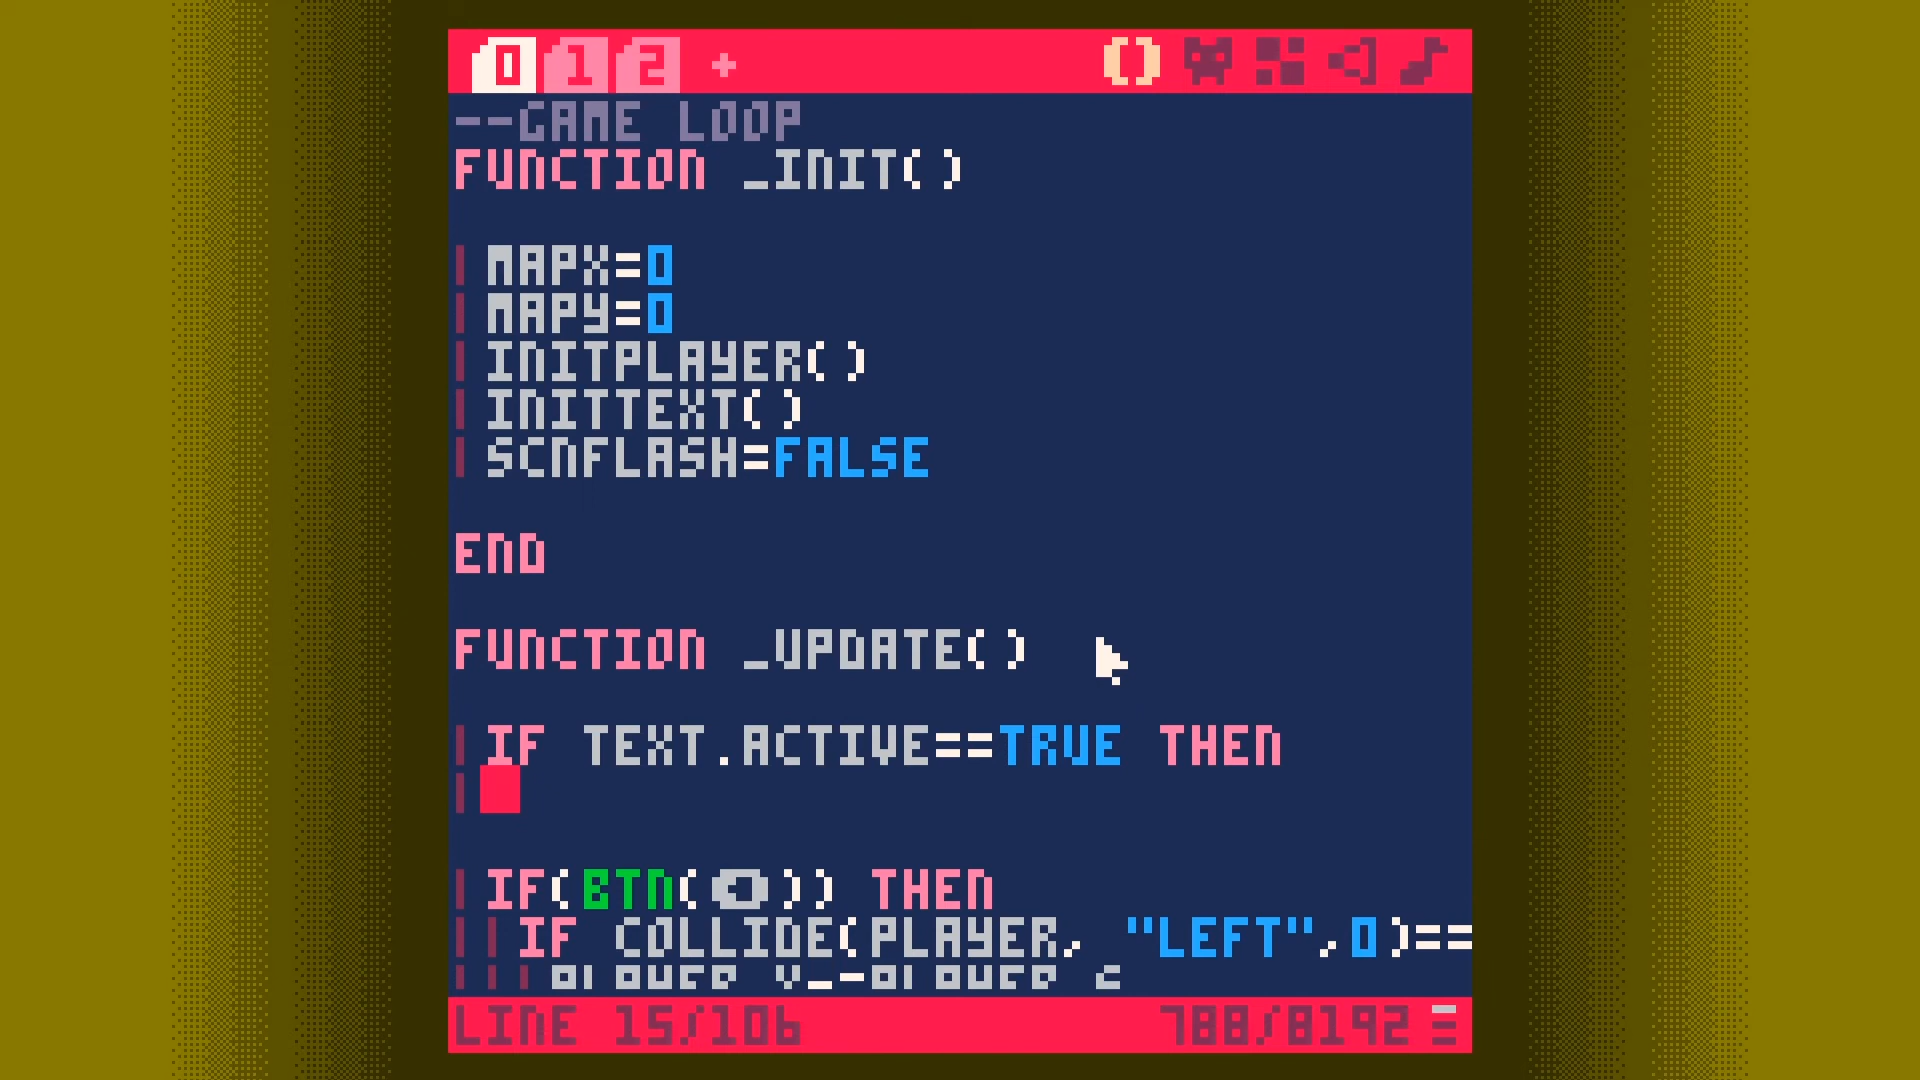 0 1 2 +
--GAME LOOP
FUNCTION _INIT()
MAPX=0
MAPY=0
INITPLAYER()
INITTEXT()
SCNFLASH=FALSE
END
FUNCTION _UPDATE()
IF TEXT.ACTIVE==TRUE THEN
IF(BTN(⬅️)) THEN
IF COLLIDE(PLAYER, "LEFT",0)==
LINE 15/106 788/8192